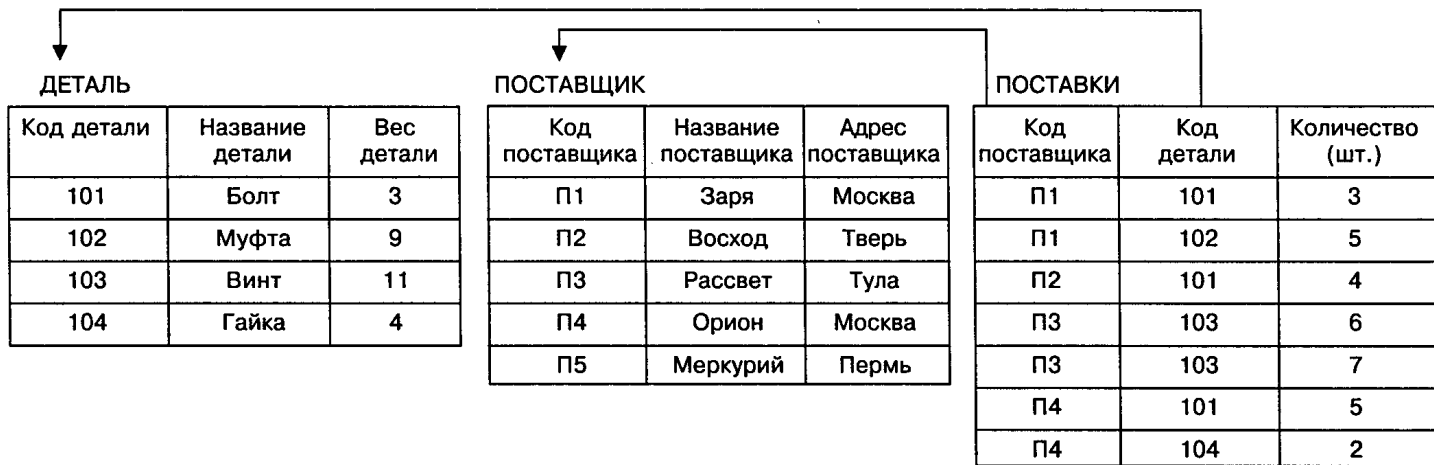 ДЕТАЛЬ
Код детали Название детали Вес детали
101 Болт 3
102 Муфта 9
103 Винт 11
104 Гайка 4
ПОСТАВЩИК
Код поставщика Название поставщика Адрес поставщика
П1 Заря Москва
П2 Восход Тверь
П3 Рассвет Тула
П4 Орион Москва
П5 Меркурий Пермь
ПОСТАВКИ
Код поставщика Код детали Количество (шт.)
П1 101 3
П1 102 5
П2 101 4
П3 103 6
П3 103 7
П4 101 5
П4 104 2